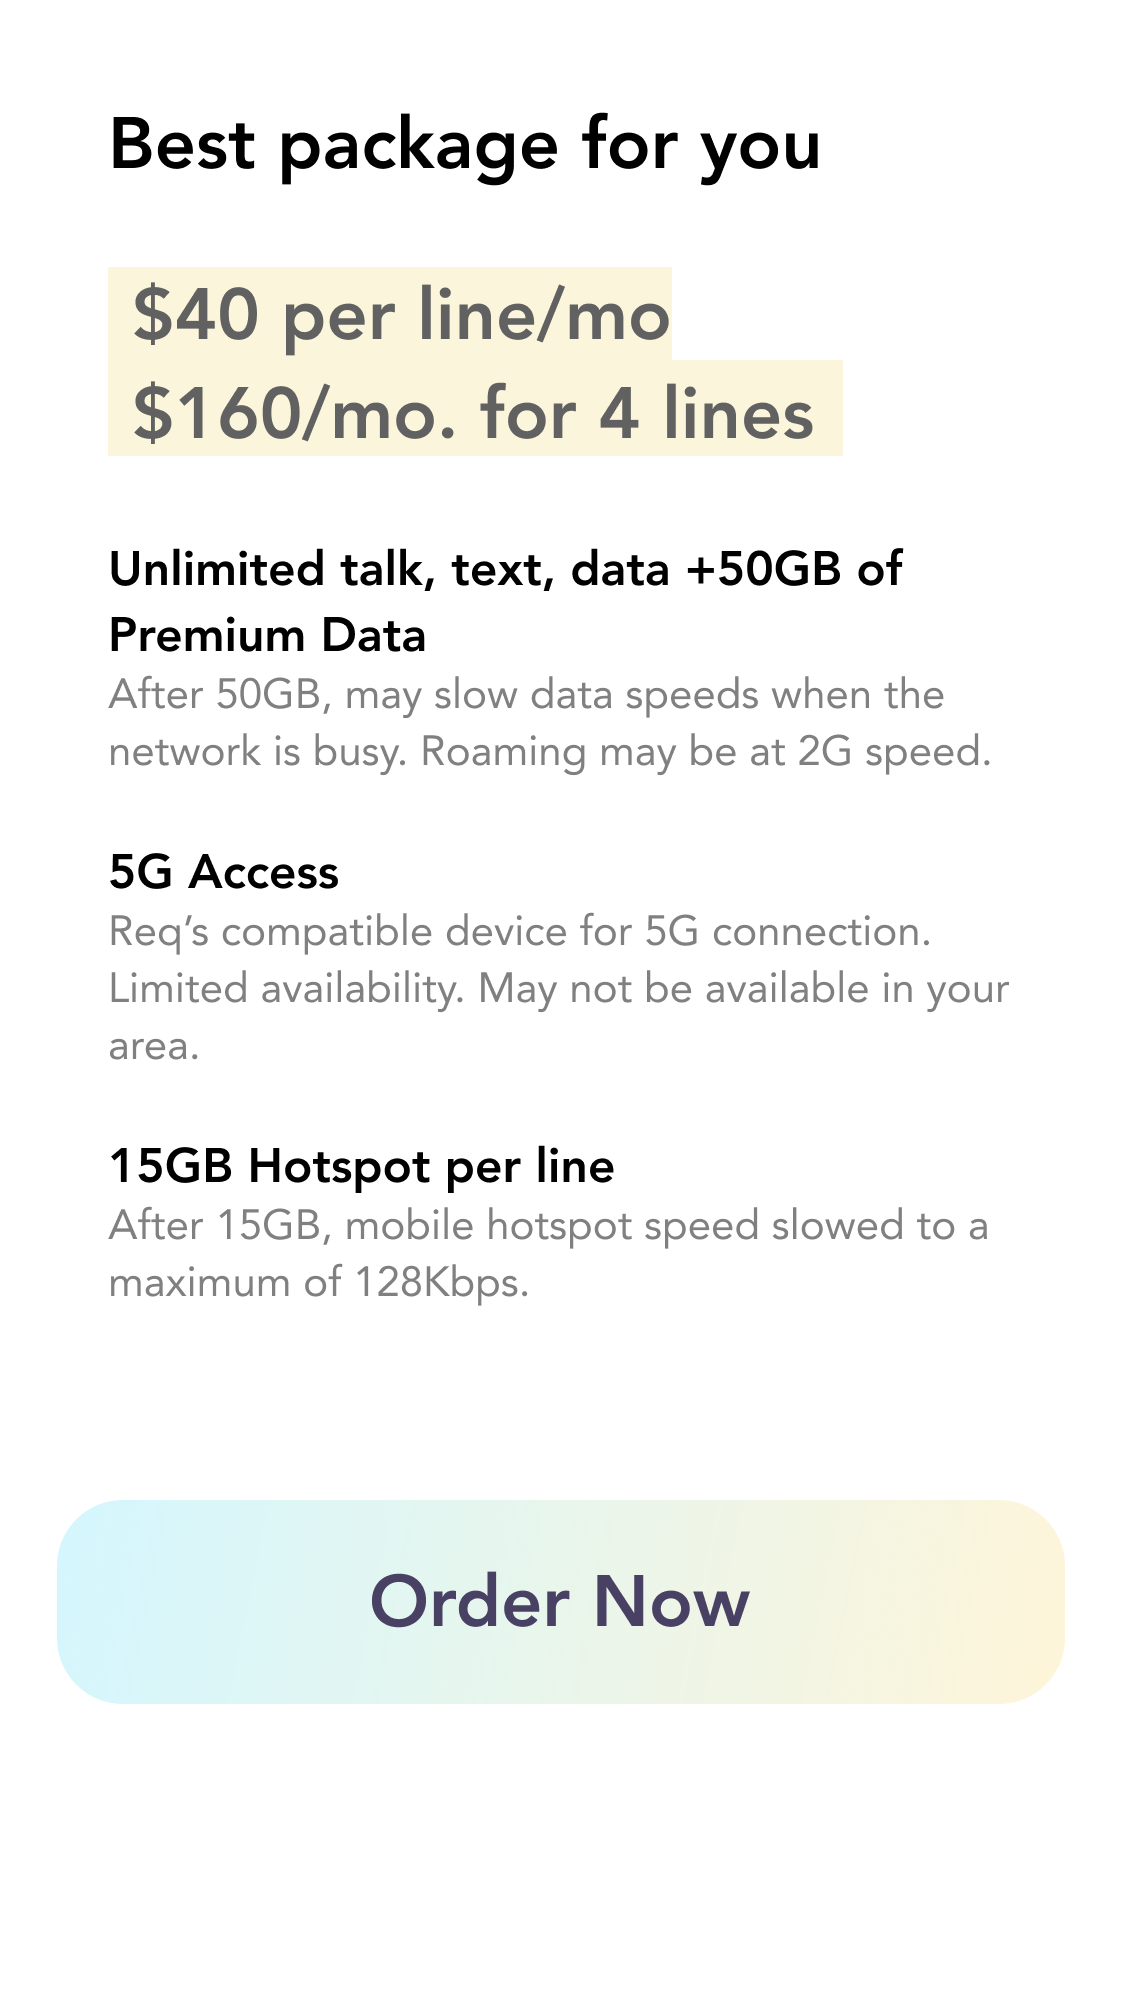 Best package for you
$40 per line/mo
$160/mo. for 4 lines
Unlimited talk, text, data +50GB of
Premium Data
After 50GB, may slow data speeds when the
network is busy. Roaming may be at 2G speed.
5G Access
Req’s compatible device for 5G connection.
Limited availability. May not be available in your
area.
15GB Hotspot per line
After 15GB, mobile hotspot speed slowed to a
maximum of 128Kbps.
Order Now